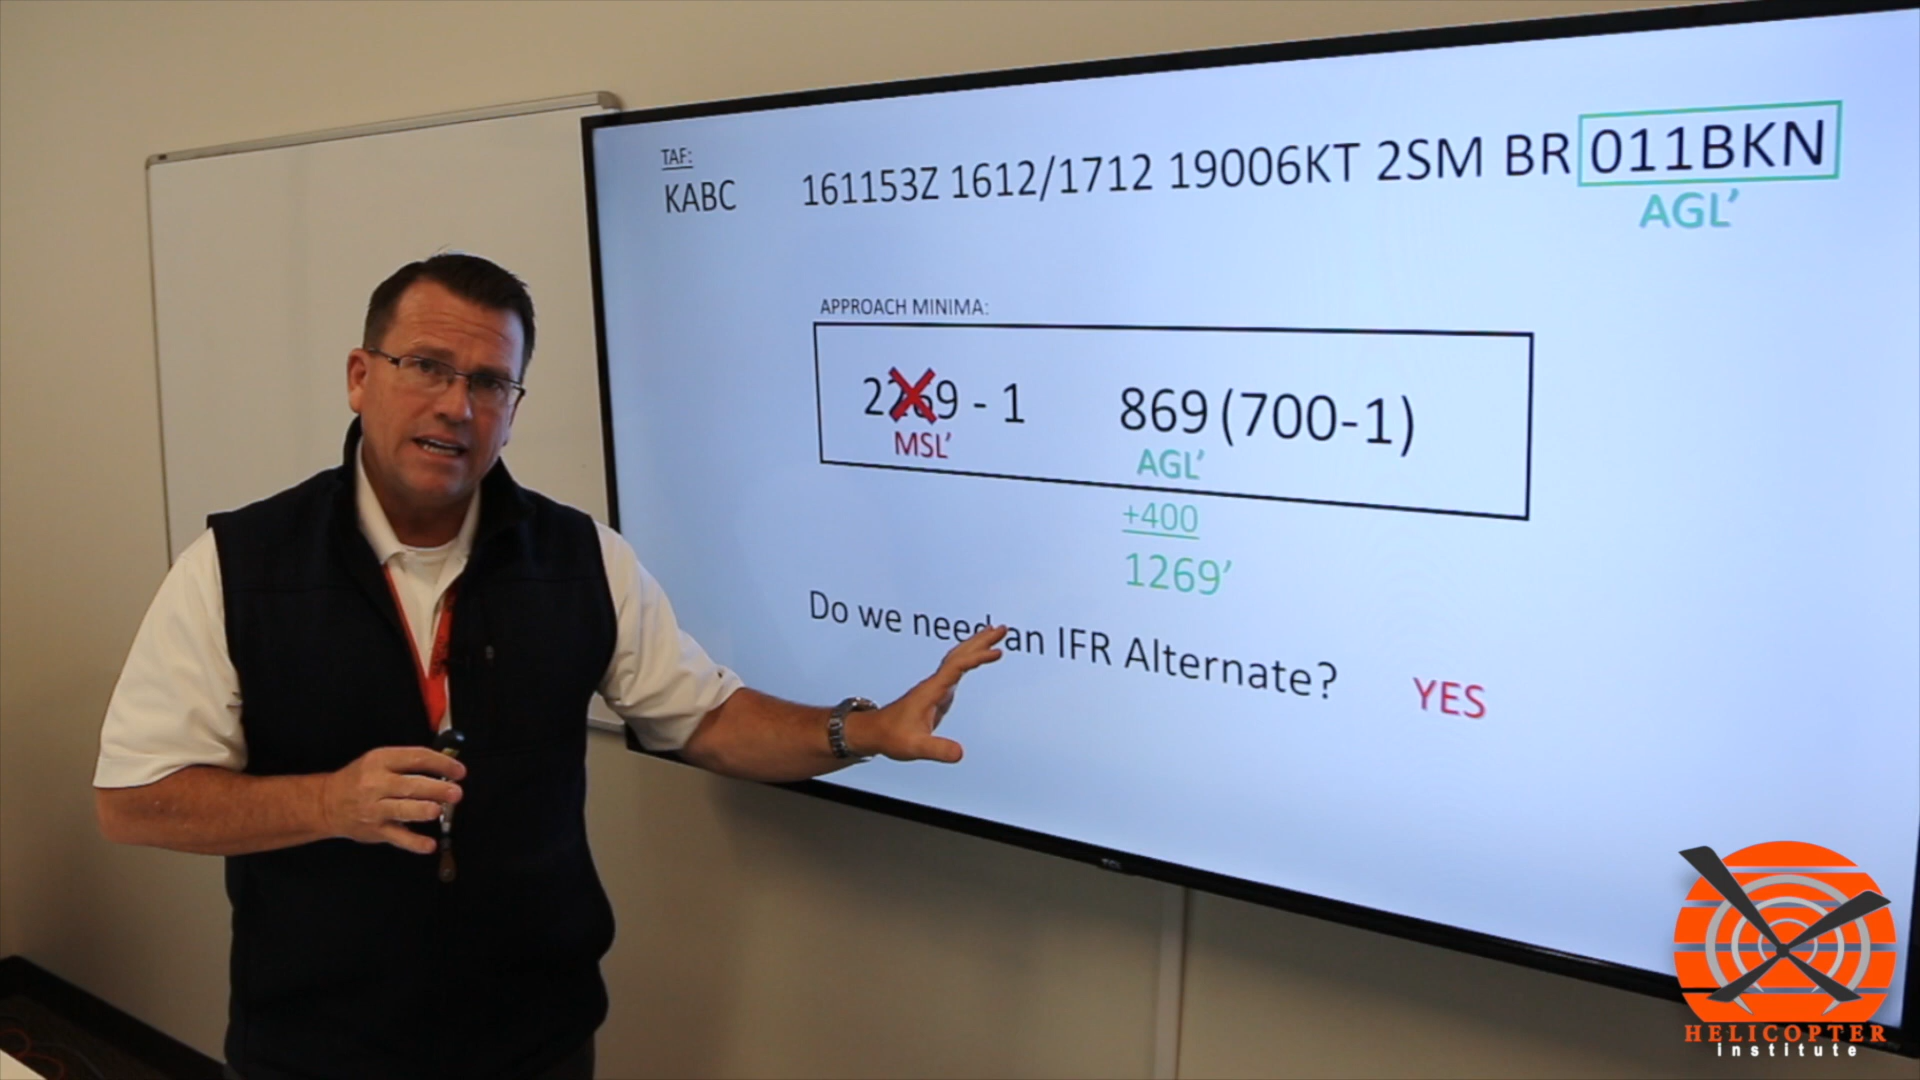 TAF:
KABC 161153Z 1612/1712 19006KT 2SM BR 011BKN
AGL'
APPROACH MINIMA:
2269 - 1 869 (700-1)
MSL' AGL'
+400
1269'
Do we need an IFR Alternate? YES
HELICOPTER
institute